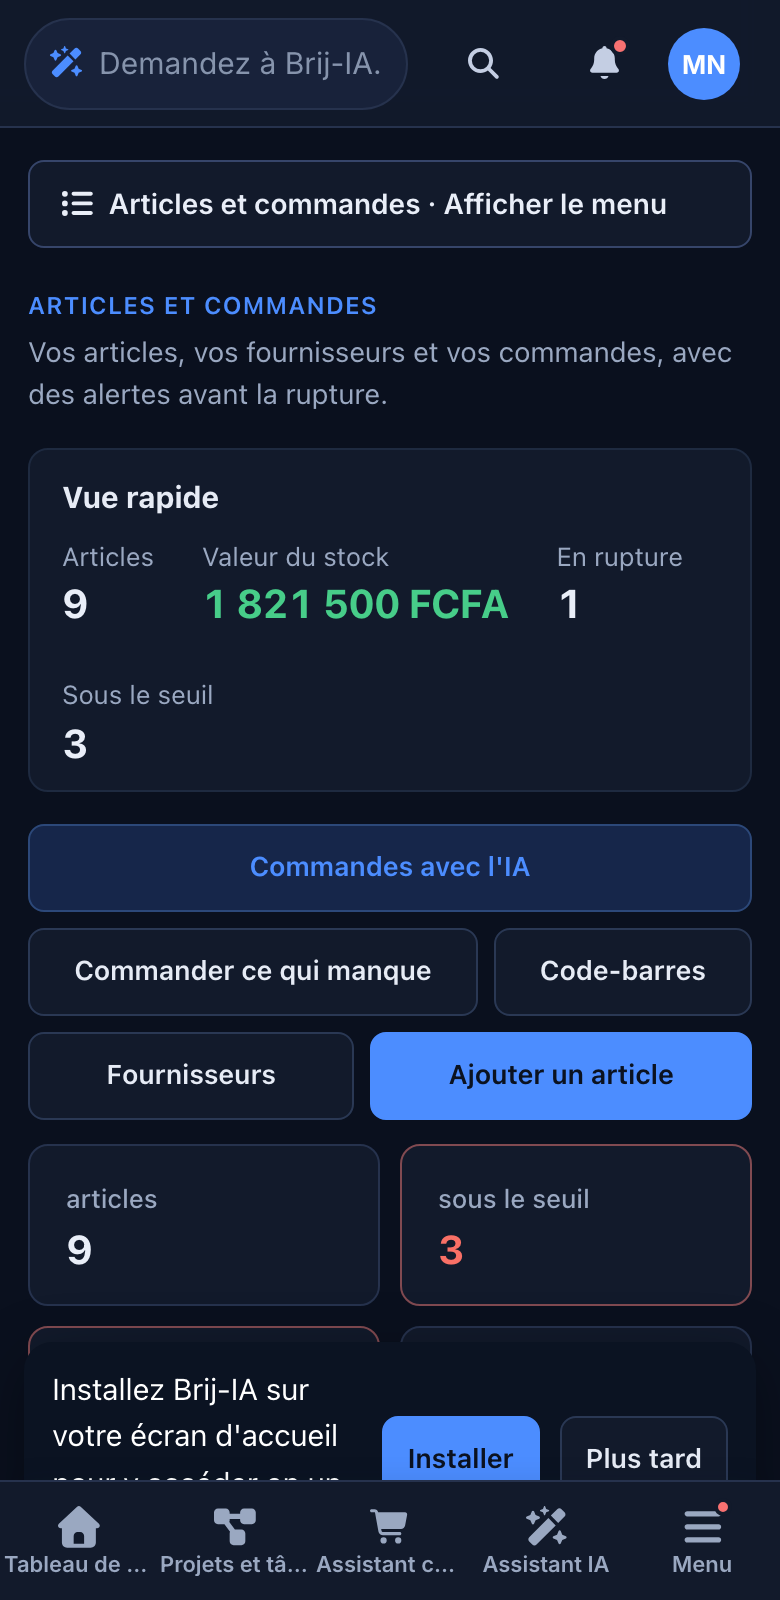 Demandez à Brij-IA.
MN
Articles et commandes · Afficher le menu
ARTICLES ET COMMANDES
Vos articles, vos fournisseurs et vos commandes, avec
des alertes avant la rupture.
Vue rapide
Articles
9
Valeur du stock
1 821 500 FCFA
En rupture
1
Sous le seuil
3
Commandes avec l'IA
Commander ce qui manque
Code-barres
Fournisseurs
Ajouter un article
articles
9
sous le seuil
3
Installez Brij-IA sur
votre écran d'accueil
Installer
Plus tard
Tableau de ...
Projets et tâ...
Assistant c...
Assistant IA
Menu